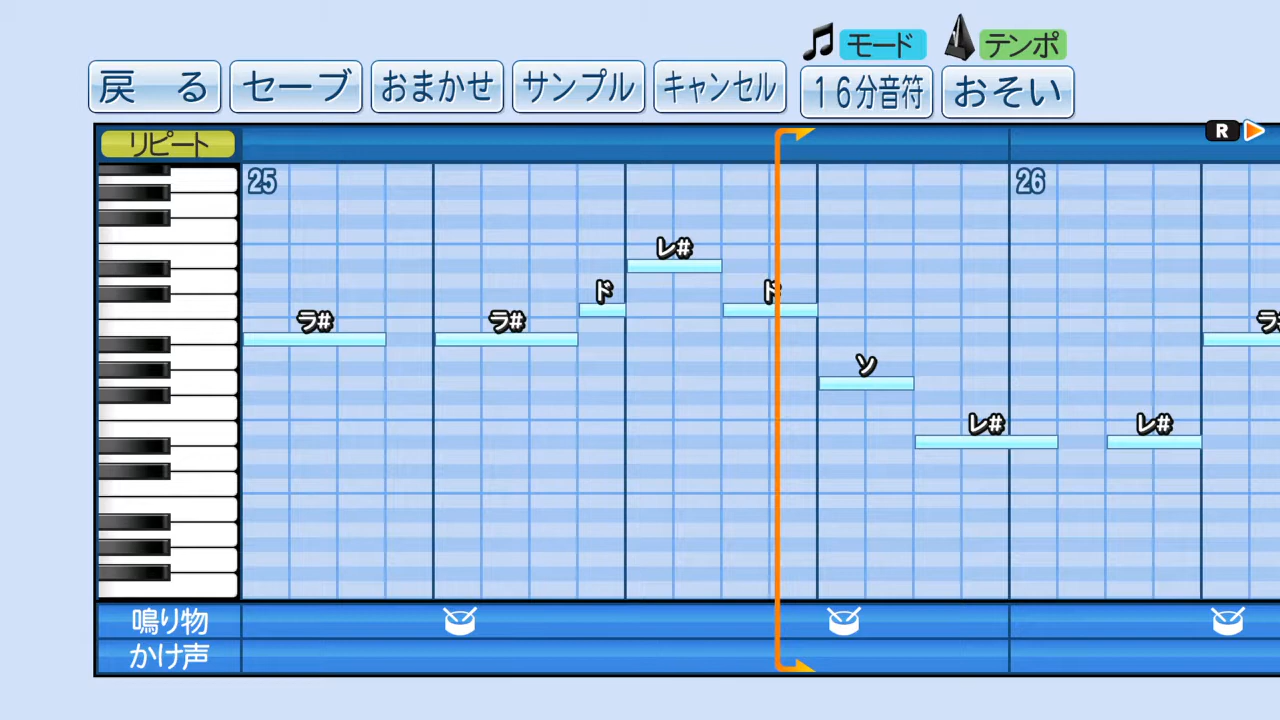 モード テンポ
戻る セーブ おまかせ サンプル キャンセル 16分音符 おそい
リピート R
25 26
レ#
ド ド
ラ# ラ# ラ#
ソ
レ# レ#
鳴り物
かけ声